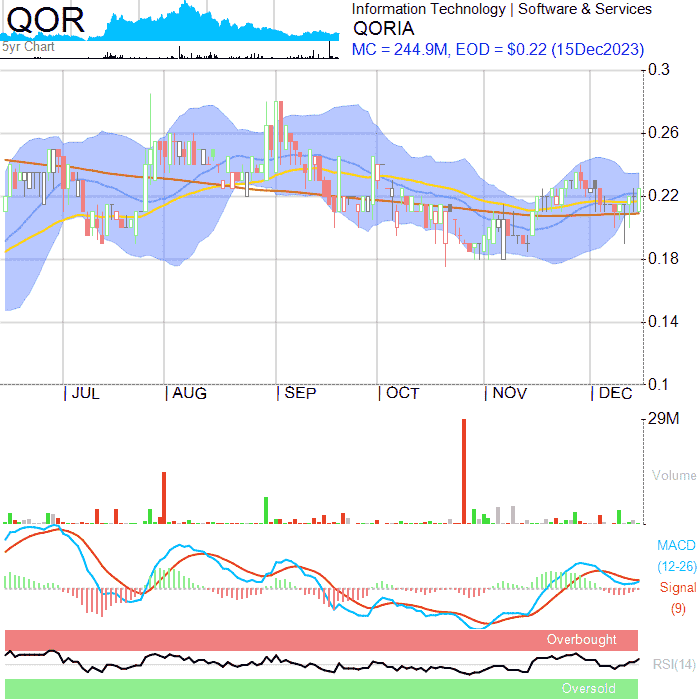 QOR
5yr Chart
Information Technology | Software & Services
QORIA
MC = 244.9M, EOD = $0.22 (15Dec2023)
0.3
0.26
0.22
0.18
0.14
0.1
| JUL | AUG | SEP | OCT | NOV | DEC
29M
Volume
MACD
(12-26)
Signal
(9)
Overbought
RSI(14)
Oversold